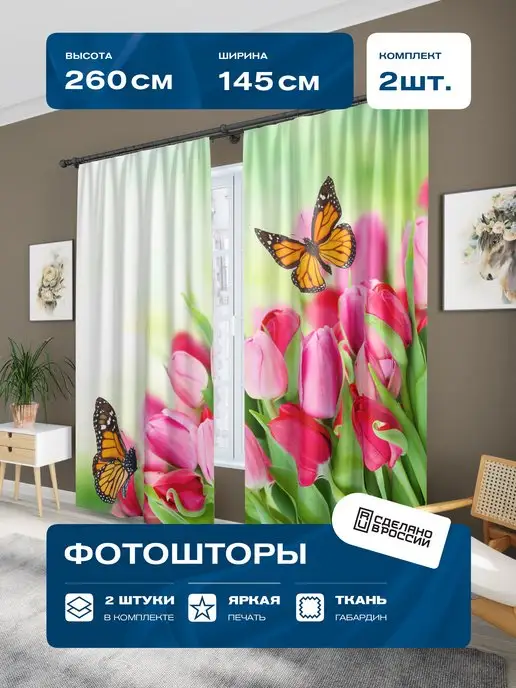 ВЫСОТА
260 СМ
ШИРИНА
145 СМ
КОМПЛЕКТ
2ШТ.
СДЕЛАНО
В РОССИИ
ФОТОШТОРЫ
2 ШТУКИ
В КОМПЛЕКТЕ
ЯРКАЯ
ПЕЧАТЬ
ТКАНЬ
ГАБАРДИН